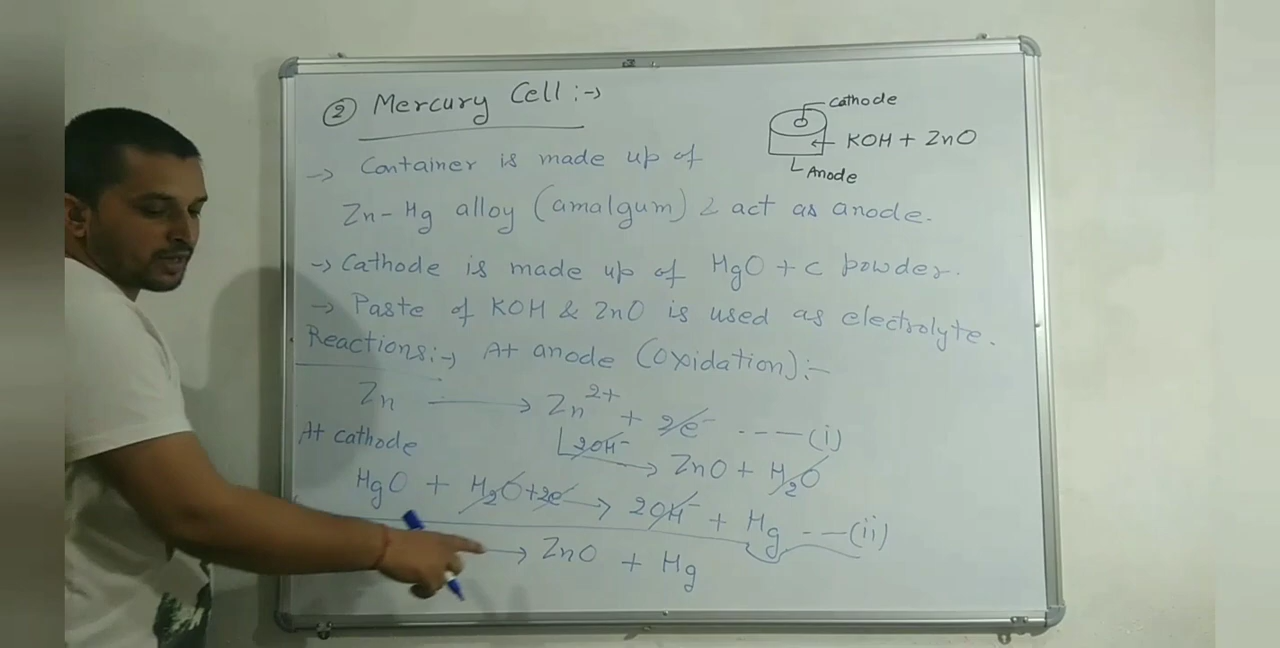 ② Mercury Cell :→
Cathode
KOH + ZnO
Anode
→ Container is made up of
Zn-Hg alloy (amalgum) & act as anode.
→ Cathode is made up of HgO + C powder.
→ Paste of KOH & ZnO is used as electrolyte.
Reactions :→ At anode (Oxidation) :-
Zn ⟶ Zn²⁺ + 2e⁻ ---(i)
2OH⁻ → ZnO + H₂O
At cathode
HgO + H₂O + 2e⁻ → 2OH⁻ + Hg ---(ii)
→ ZnO + Hg